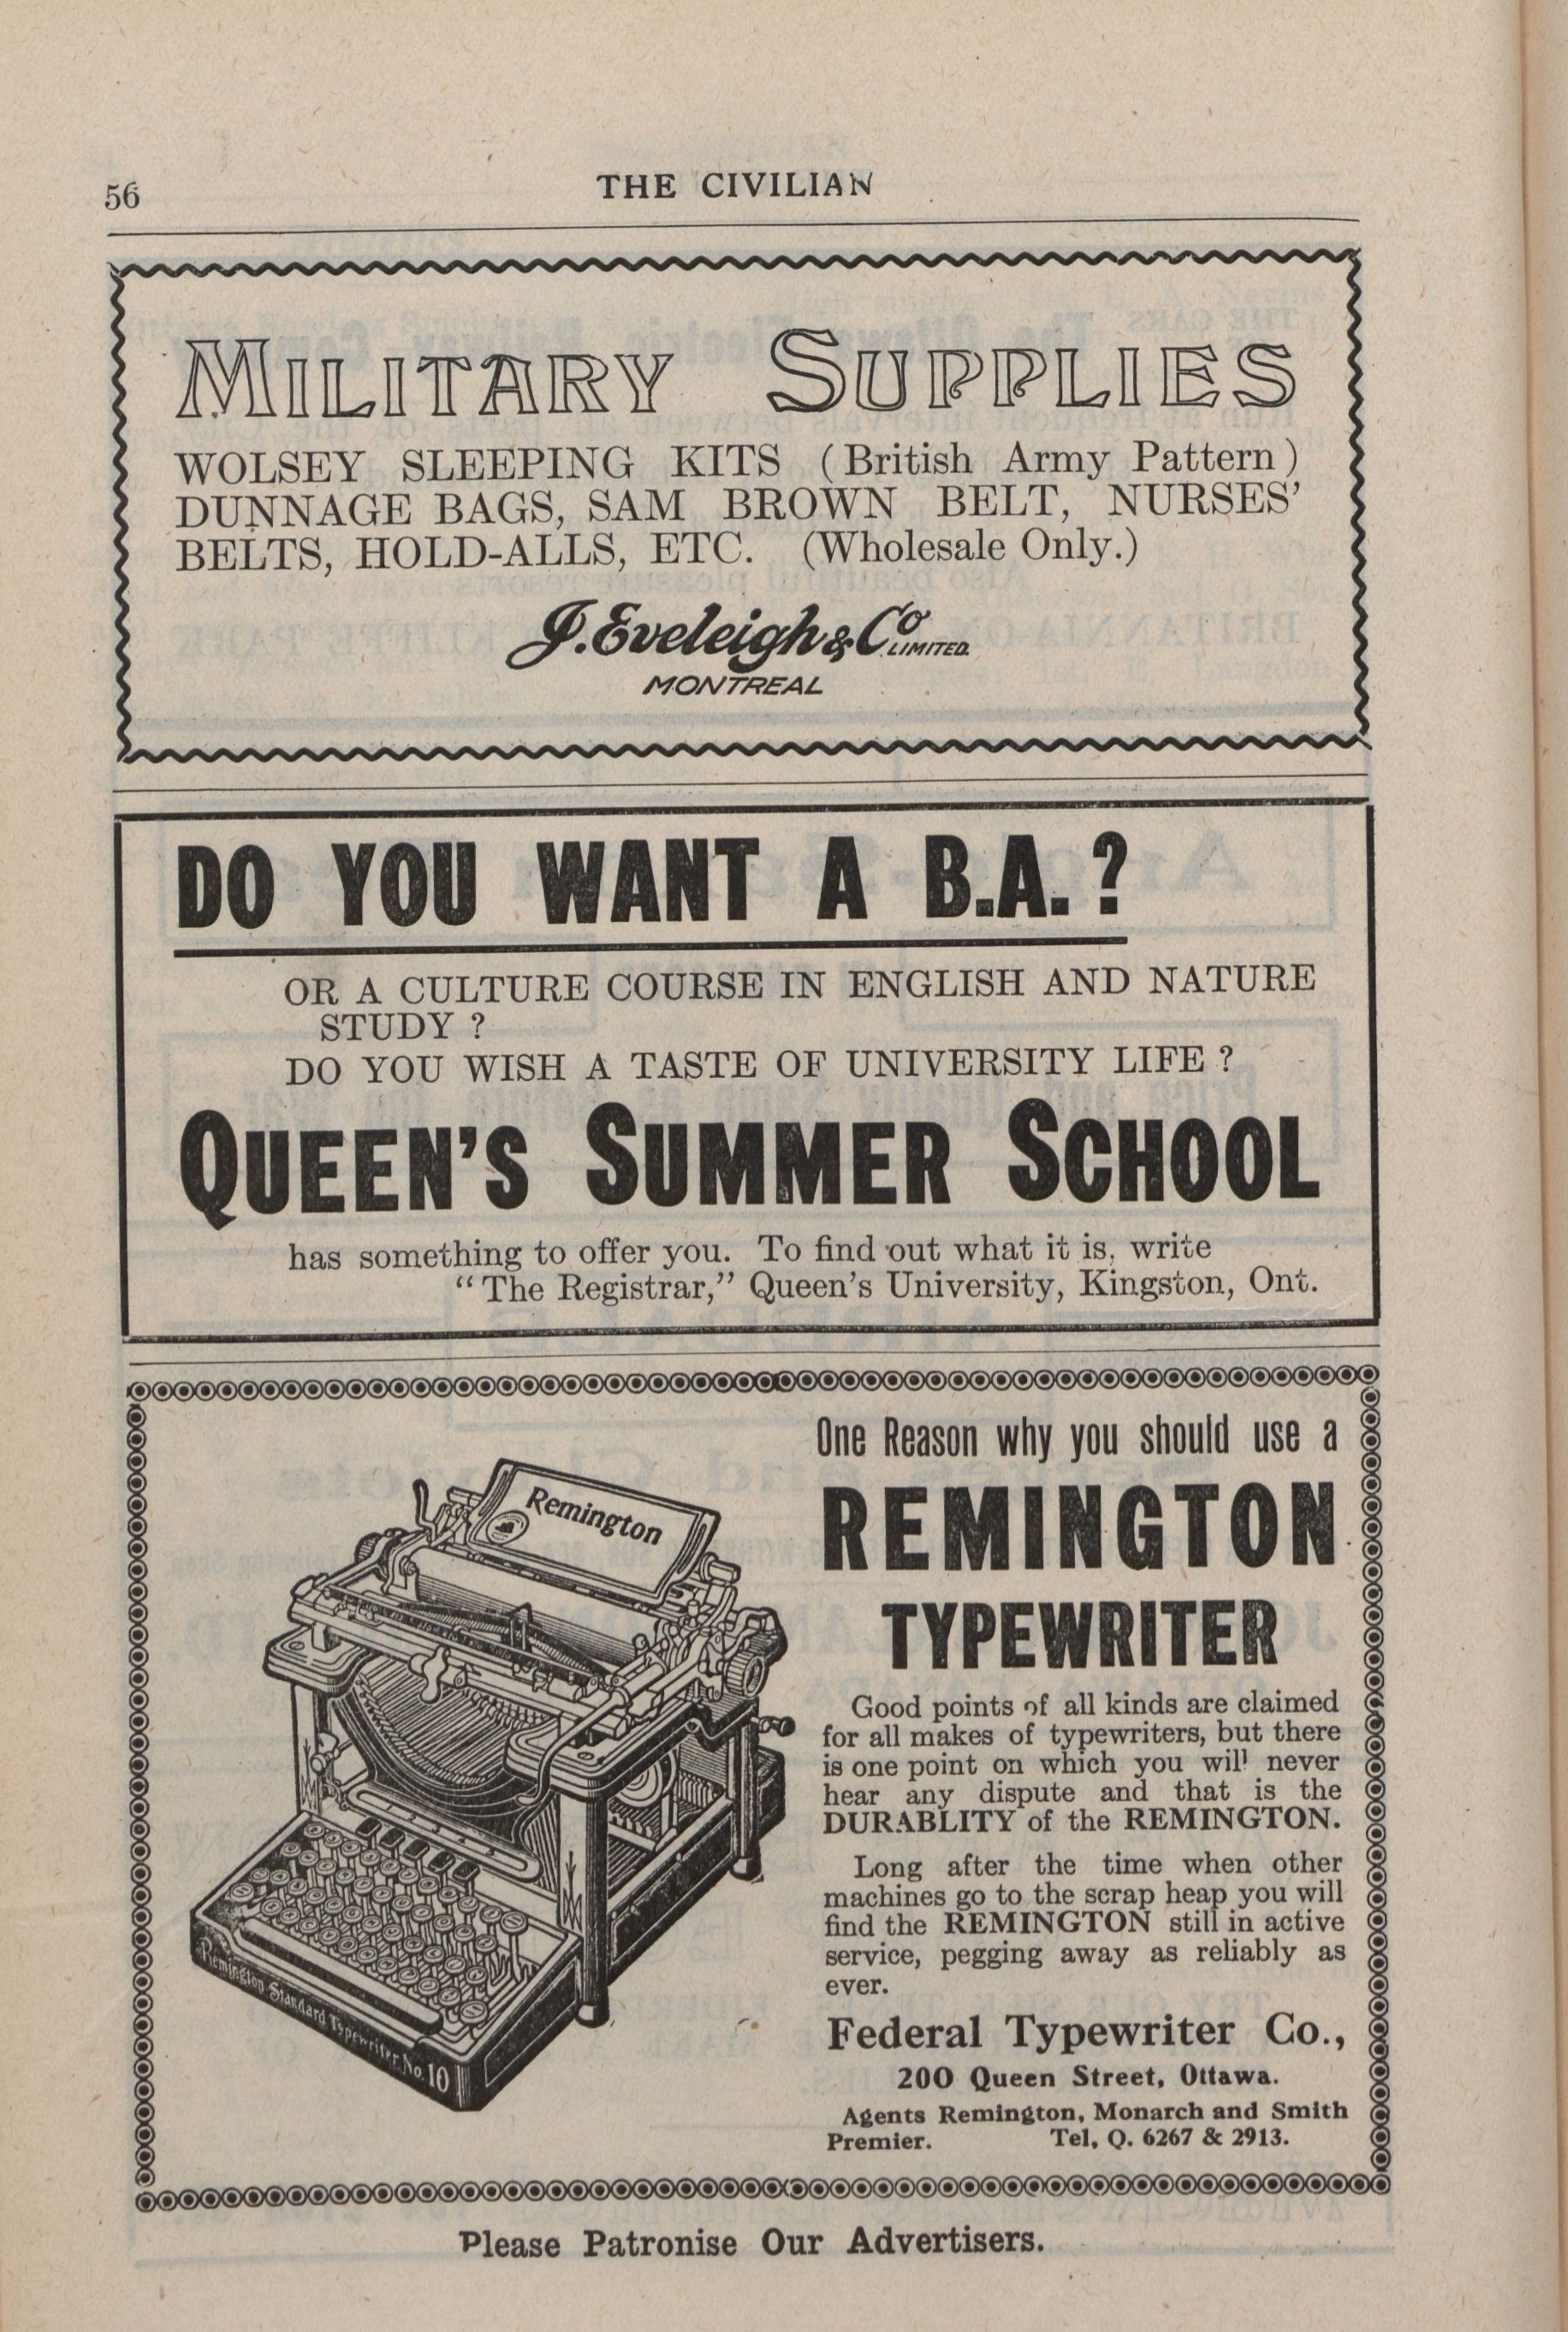 56
THE CIVILIAN
MILITARY SUPPLIES
WOLSEY SLEEPING KITS (British Army Pattern)
DUNNAGE BAGS, SAM BROWN BELT, NURSES'
BELTS, HOLD-ALLS, ETC. (Wholesale Only.)
J. Eveleigh & Co LIMITED.
MONTREAL
DO YOU WANT A B.A.?
OR A CULTURE COURSE IN ENGLISH AND NATURE
STUDY ?
DO YOU WISH A TASTE OF UNIVERSITY LIFE ?
QUEEN'S SUMMER SCHOOL
has something to offer you. To find out what it is, write
"The Registrar," Queen's University, Kingston, Ont.
Remington
Remington Standard Typewriter No. 10
One Reason why you should use a
REMINGTON
TYPEWRITER
Good points of all kinds are claimed
for all makes of typewriters, but there
is one point on which you will never
hear any dispute and that is the
DURABLITY of the REMINGTON.
Long after the time when other
machines go to the scrap heap you will
find the REMINGTON still in active
service, pegging away as reliably as
ever.
Federal Typewriter Co.,
200 Queen Street, Ottawa.
Agents Remington, Monarch and Smith
Premier. Tel, Q. 6267 & 2913.
Please Patronise Our Advertisers.